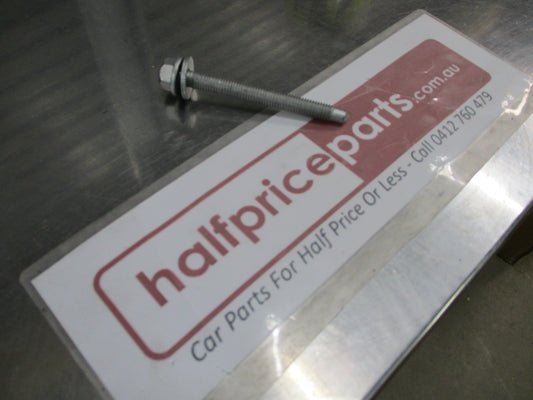 halfpriceparts.com.au
Car Parts For Half Price Or Less - Call 0412 760 479